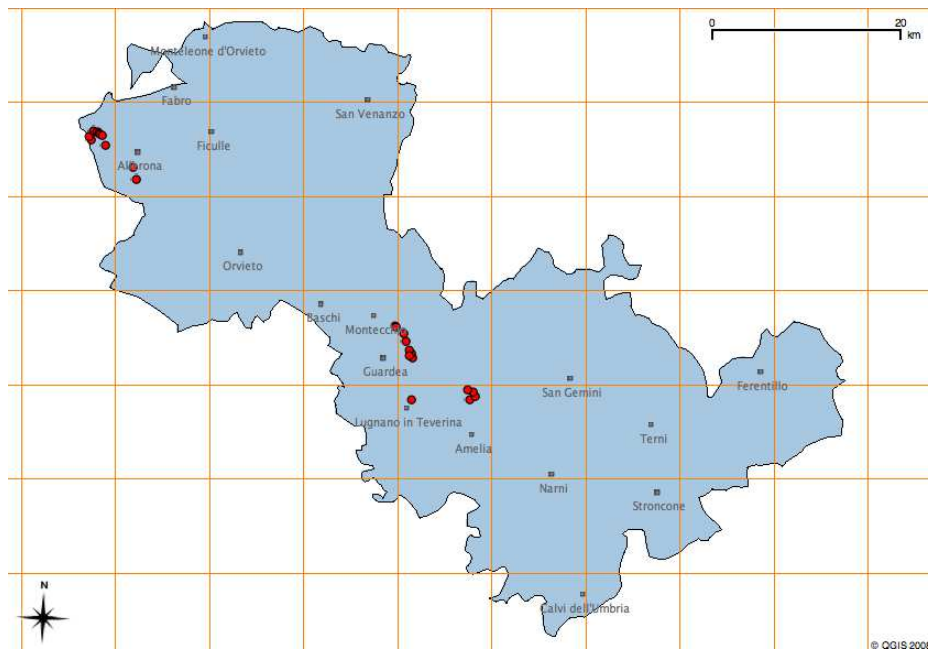 0 20
km
Monteleone d'Orvieto
Fabro
San Venanzo
Ficulle
Allerona
Orvieto
Baschi
Montecchio
Guardea
Ferentillo
San Gemini
Lugnano in Teverina
Terni
Amelia
Narni
Stroncone
N
Calvi dell'Umbria
© QGIS 2008